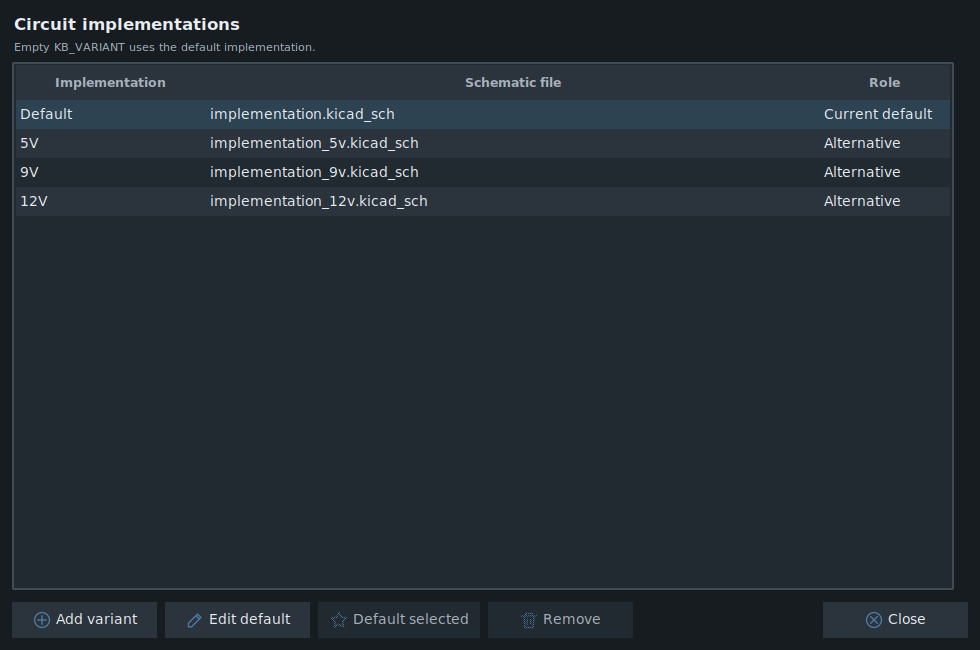 Circuit implementations
Empty KB_VARIANT uses the default implementation.
Implementation Schematic file Role
Default implementation.kicad_sch Current default
5V implementation_5v.kicad_sch Alternative
9V implementation_9v.kicad_sch Alternative
12V implementation_12v.kicad_sch Alternative
Add variant Edit default Default selected Remove Close